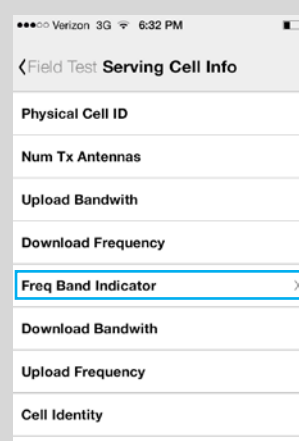 Verizon 3G 6:32 PM
Field Test Serving Cell Info
Physical Cell ID
Num Tx Antennas
Upload Bandwith
Download Frequency
Freq Band Indicator
Download Bandwith
Upload Frequency
Cell Identity